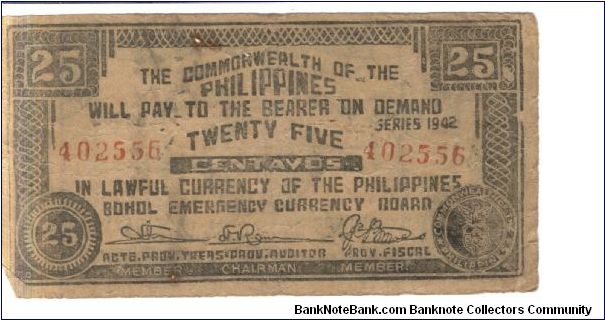 25 25
THE COMMONWEALTH OF THE
PHILIPPINES
WILL PAY TO THE BEARER ON DEMAND
SERIES 1942
TWENTY FIVE
402556 402556
CENTAVOS
IN LAWFUL CURRENCY OF THE PHILIPPINES
BOHOL EMERGENCY CURRENCY BOARD
25
ACTG. PROV. TREAS. PROV. AUDITOR PROV. FISCAL
MEMBER CHAIRMAN MEMBER
BankNoteBank.com Banknote Collectors Community